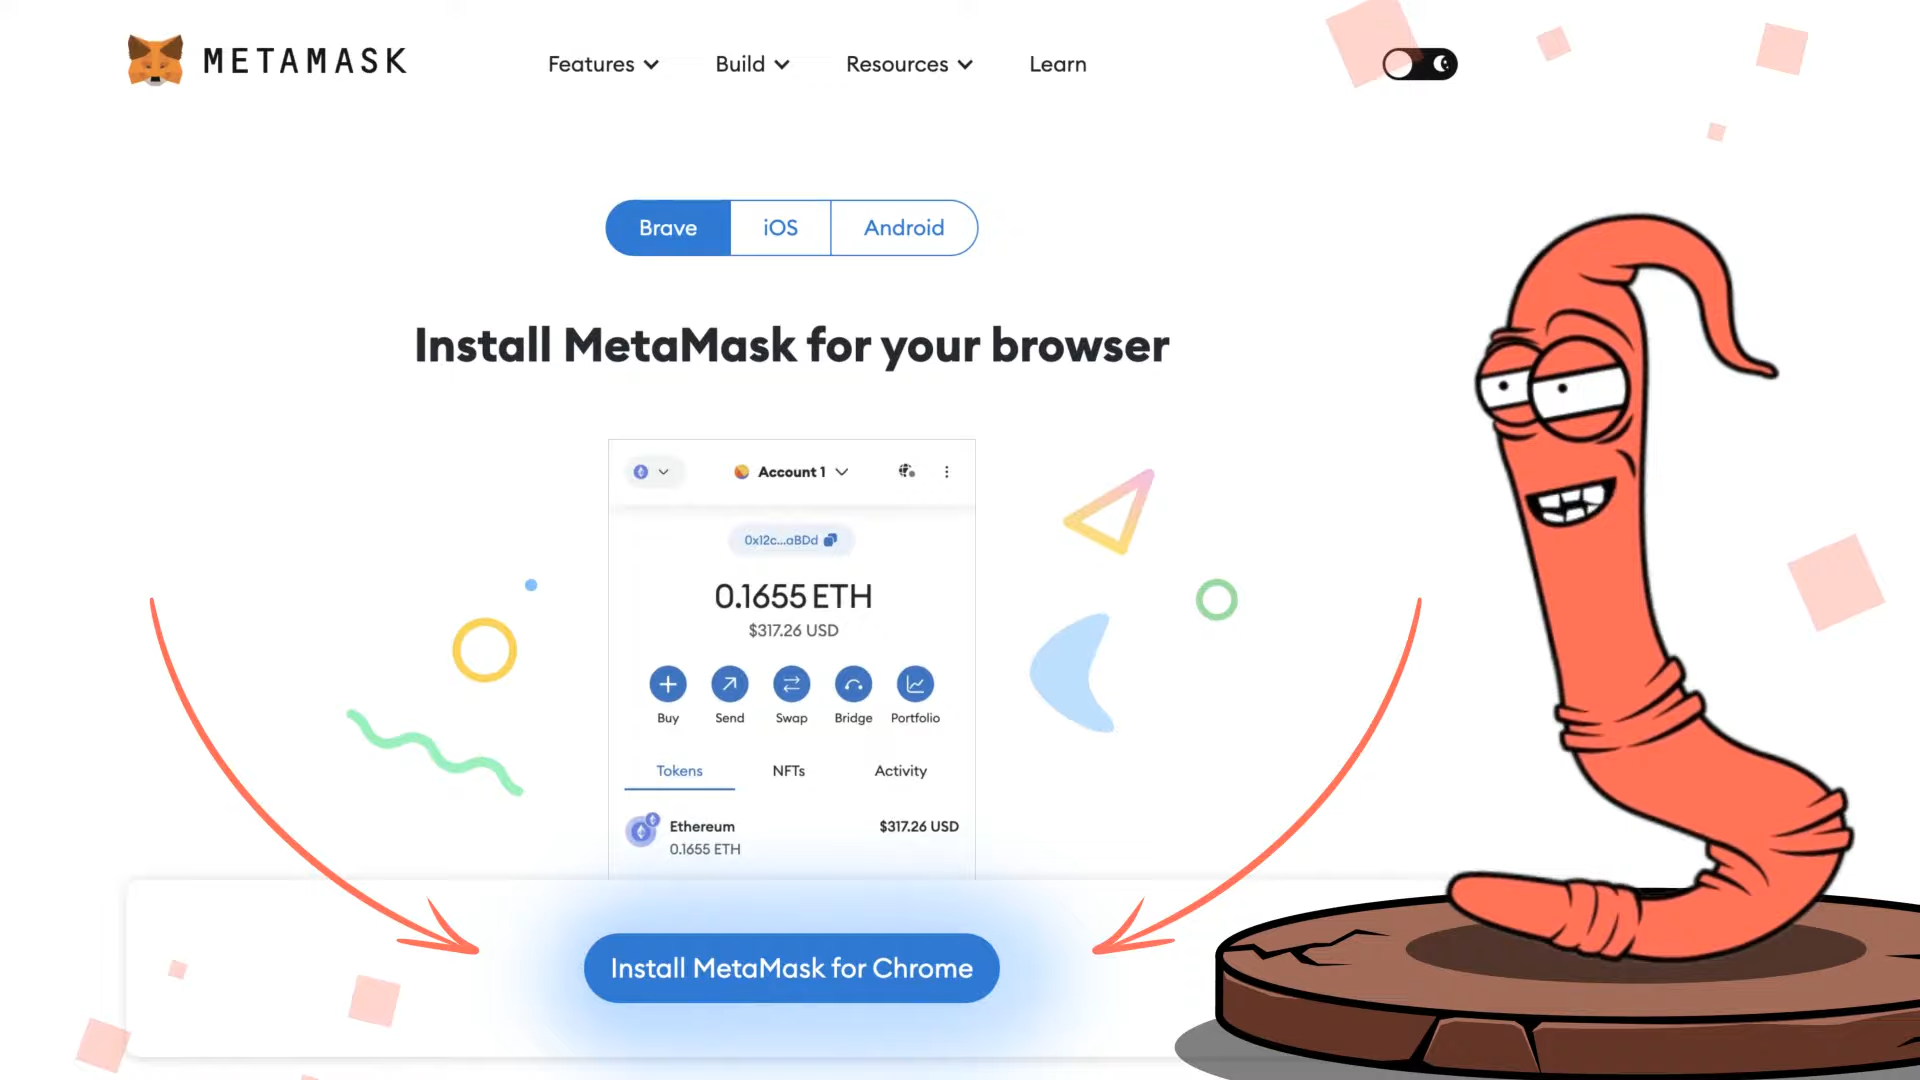 METAMASK
Features Build Resources Learn
Brave iOS Android
Install MetaMask for your browser
Account 1
0x12c...aBDd
0.1655 ETH
$317.26 USD
Buy Send Swap Bridge Portfolio
Tokens NFTs Activity
Ethereum $317.26 USD
0.1655 ETH
Install MetaMask for Chrome